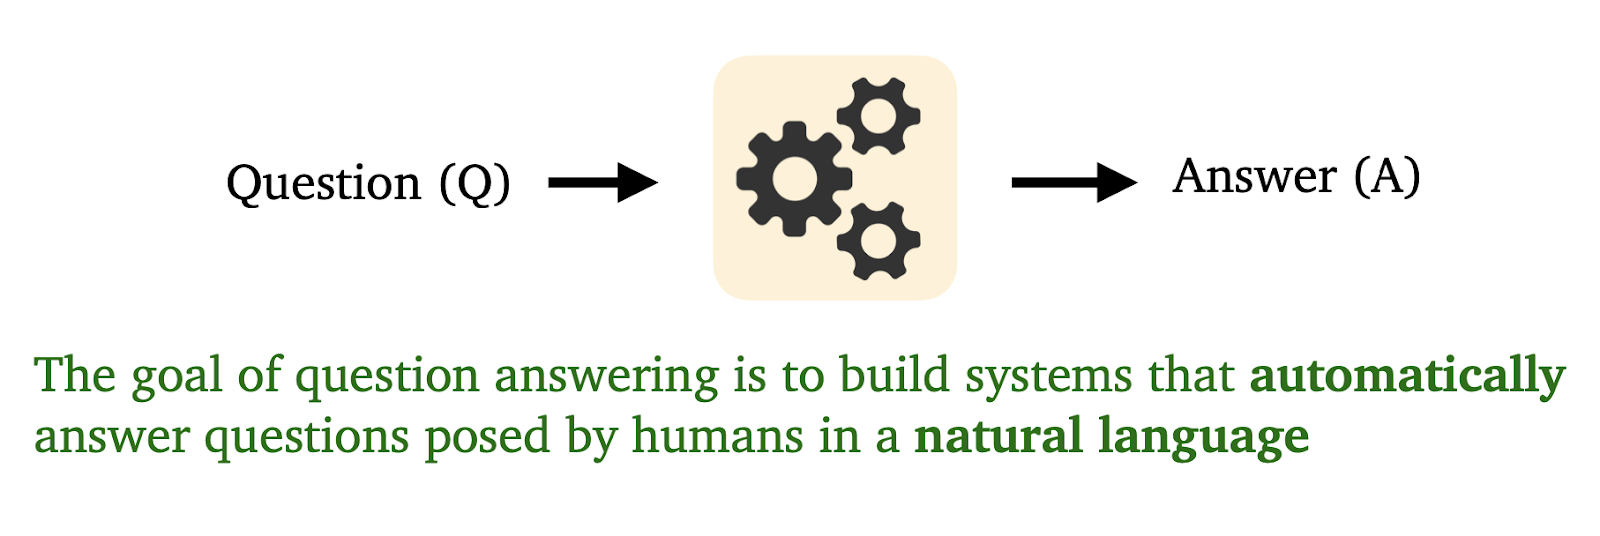 Question (Q)
Answer (A)
The goal of question answering is to build systems that automatically
answer questions posed by humans in a natural language